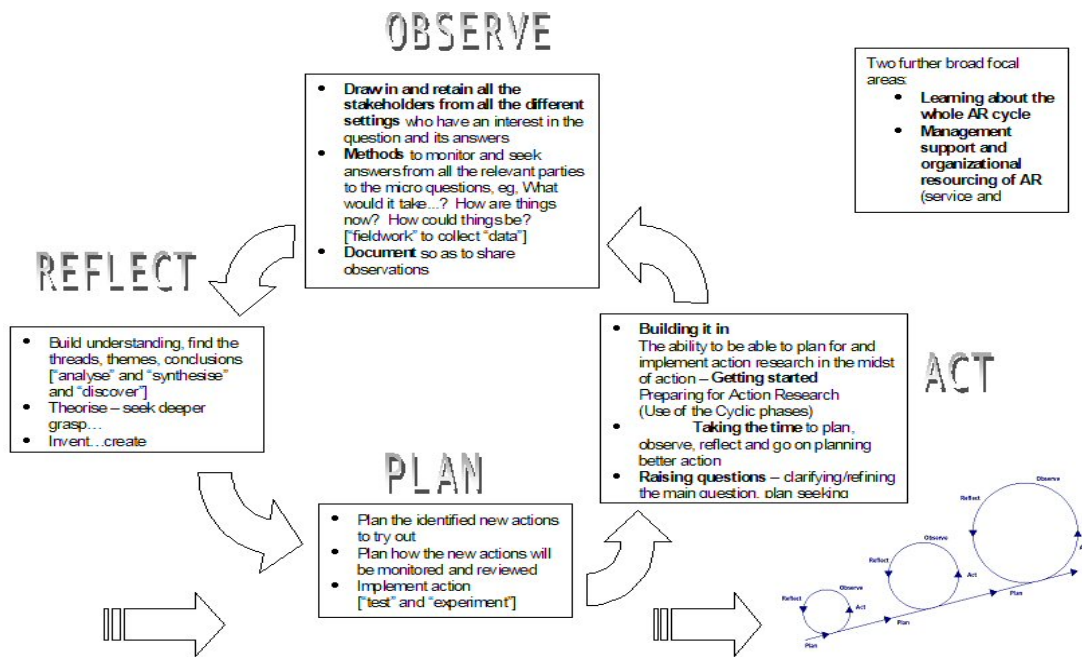 OBSERVE
• Draw in and retain all the
stakeholders from all the different
settings who have an interest in the
question and its answers
• Methods to monitor and seek
answers from all the relevant parties
to the micro questions, eg, What
would it take...? How are things
now? How could things be?
["fieldwork" to collect "data"]
• Document so as to share
observations
Two further broad focal
areas:
• Learning about the
whole AR cycle
• Management
support and
organizational
resourcing of AR
(service and
REFLECT
• Build understanding, find the
threads, themes, conclusions
["analyse" and "synthesise"
and "discover"]
• Theorise – seek deeper
grasp…
• Invent…create
• Building it in
The ability to be able to plan for and
implement action research in the midst
of action – Getting started
Preparing for Action Research
(Use of the Cyclic phases)
• Taking the time to plan,
observe, reflect and go on planning
better action
• Raising questions – clarifying/refining
the main question, plan seeking
ACT
PLAN
• Plan the identified new actions
to try out
• Plan how the new actions will
be monitored and reviewed
• Implement action
["test" and "experiment"]
Observe
Reflect
Act
Plan
Observe
Reflect
Act
Plan
Observe
Reflect
A
Plan